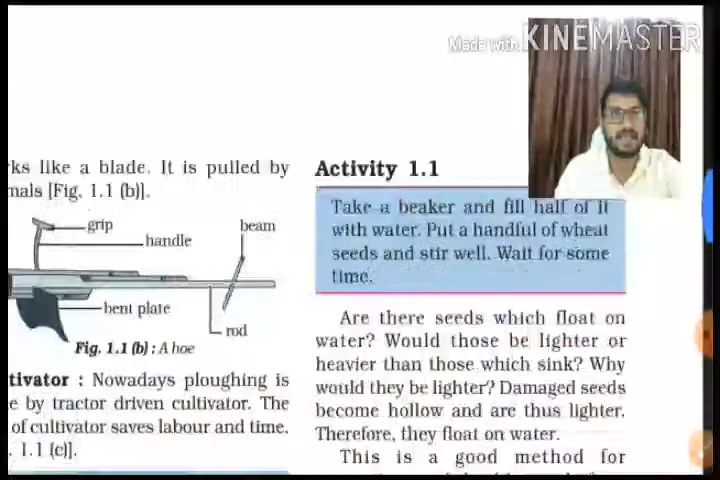 Made with KINEMASTER
rks like a blade. It is pulled by
mals [Fig. 1.1 (b)].
grip
handle
beam
bent plate
rod
Fig. 1.1 (b) : A hoe
tivator : Nowadays ploughing is
e by tractor driven cultivator. The
of cultivator saves labour and time.
. 1.1 (c)].
Activity 1.1
Take a beaker and fill half of it
with water. Put a handful of wheat
seeds and stir well. Wait for some
time.
Are there seeds which float on
water? Would those be lighter or
heavier than those which sink? Why
would they be lighter? Damaged seeds
become hollow and are thus lighter.
Therefore, they float on water.
This is a good method for